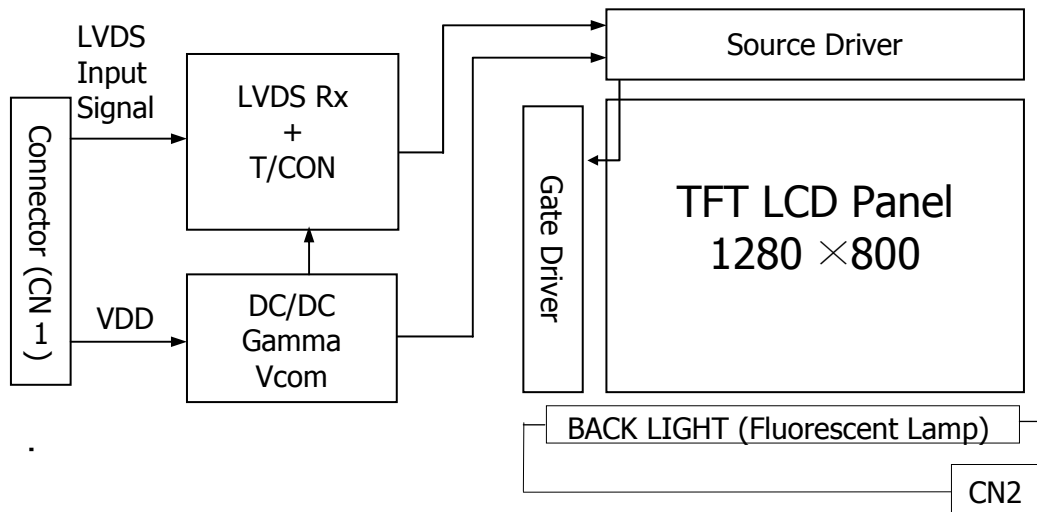 LVDS
Input
Signal
Connector (CN
1)
VDD
LVDS Rx
+
T/CON
DC/DC
Gamma
Vcom
Source Driver
Gate Driver
TFT LCD Panel
1280 ×800
BACK LIGHT (Fluorescent Lamp)
CN2
.